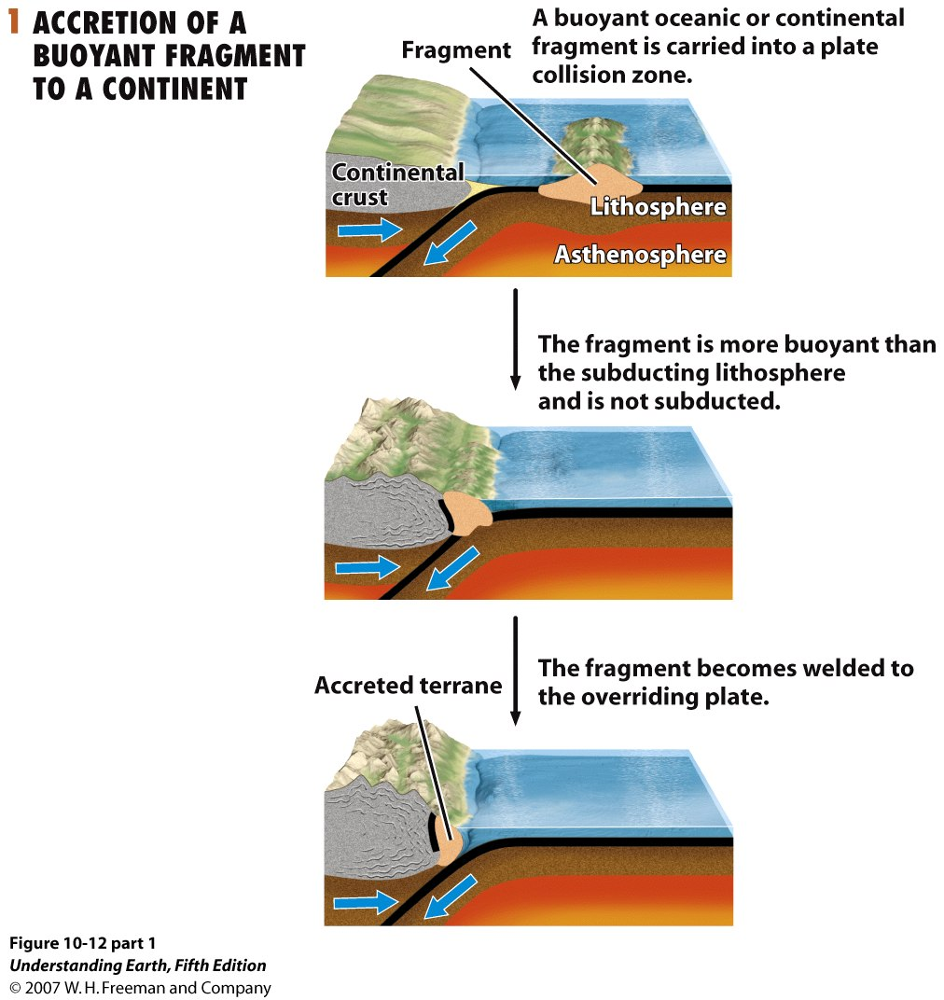 1 ACCRETION OF A
BUOYANT FRAGMENT
TO A CONTINENT
A buoyant oceanic or continental
fragment is carried into a plate
collision zone.
Fragment
Continental
crust
Lithosphere
Asthenosphere
The fragment is more buoyant than
the subducting lithosphere
and is not subducted.
The fragment becomes welded to
the overriding plate.
Accreted terrane
Figure 10-12 part 1
Understanding Earth, Fifth Edition
© 2007 W. H. Freeman and Company